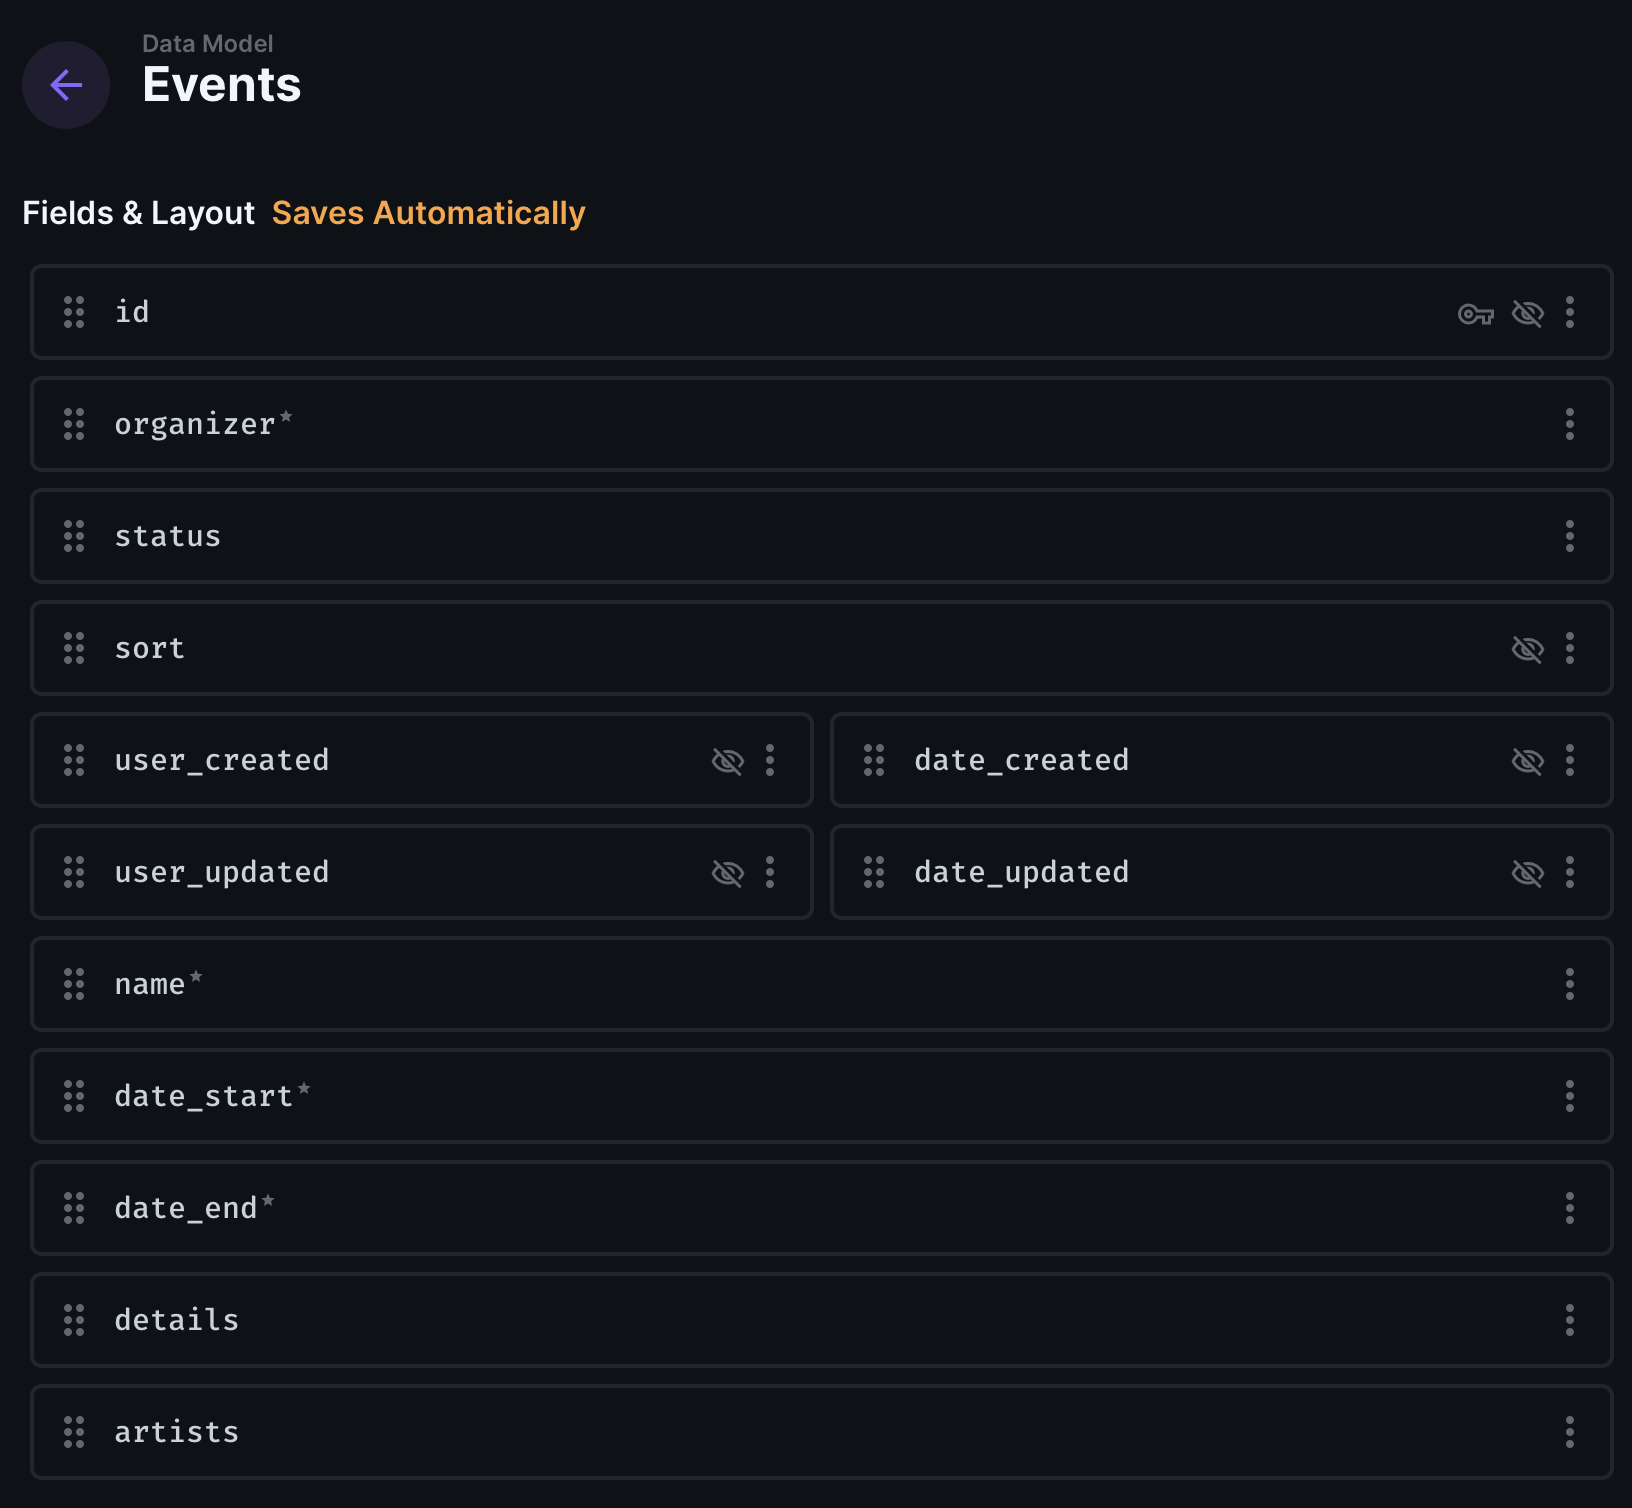 Data Model
Events
Fields & Layout Saves Automatically
id
organizer*
status
sort
user_created
date_created
user_updated
date_updated
name*
date_start*
date_end*
details
artists